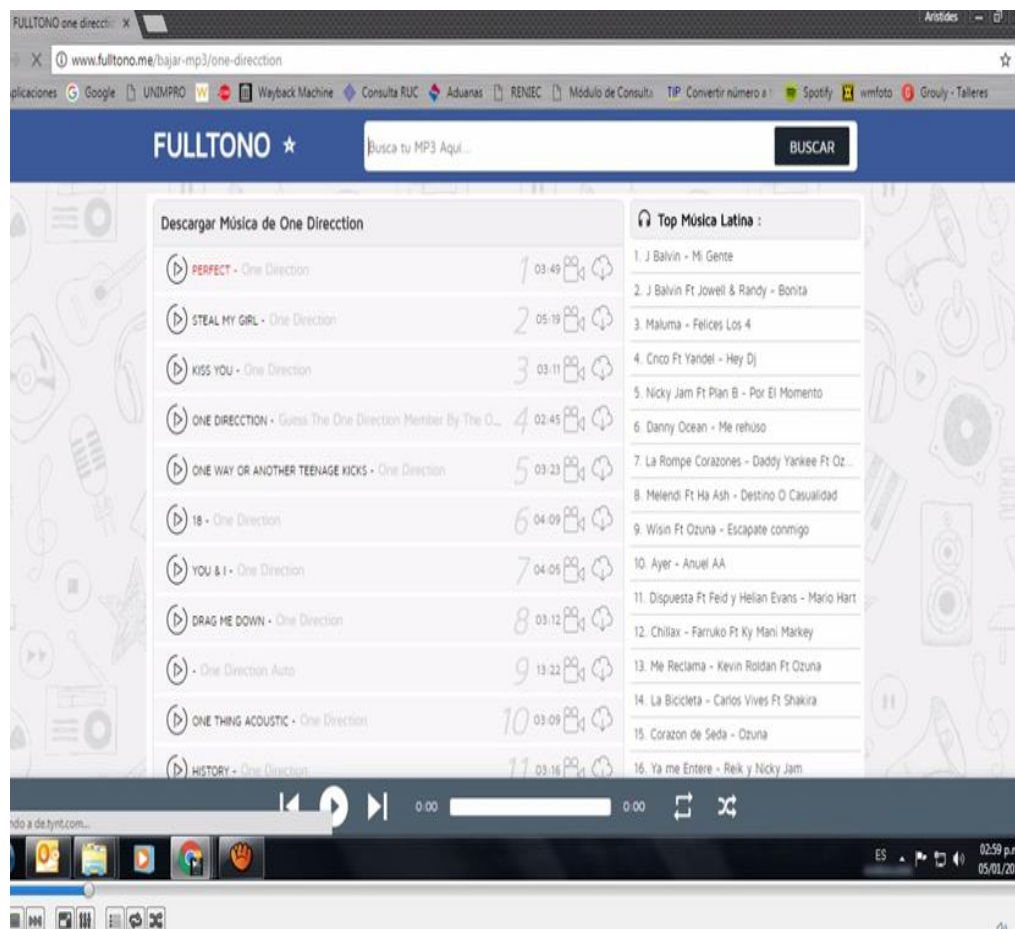 FULLTONO one direcct
Aristides
www.fulltono.me/bajar-mp3/one-direcction
plicaciones Google UNIMPRO Wayback Machine Consulta RUC Aduanas RENIEC Módulo de Consulta TIP Convertir número a Spotify wmfoto Grouly - Talleres
FULLTONO
Busca tu MP3 Aqui...
BUSCAR
Descargar Música de One Direcction
PERFECT - One Direction 1 03:49
STEAL MY GIRL - One Direction 2 05:19
KISS YOU - One Direction 3 03:11
ONE DIRECCTION - Guess The One Direction Member By The O... 4 02:45
ONE WAY OR ANOTHER TEENAGE KICKS - One Direction 5 03:23
18 - One Direction 6 04:09
YOU & I - One Direction 7 04:05
DRAG ME DOWN - One Direction 8 03:12
- One Direction Auto 9 13:22
ONE THING ACOUSTIC - One Direction 10 03:09
HISTORY - One Direction 11 03:16
Top Música Latina :
1. J Balvin - Mi Gente
2. J Balvin Ft Jowell & Randy - Bonita
3. Maluma - Felices Los 4
4. Cnco Ft Yandel - Hey Dj
5. Nicky Jam Ft Plan B - Por El Momento
6. Danny Ocean - Me rehúso
7. La Rompe Corazones - Daddy Yankee Ft Oz...
8. Melendi Ft Ha Ash - Destino O Casualidad
9. Wisin Ft Ozuna - Escapate conmigo
10. Ayer - Anuel AA
11. Dispuesta Ft Feid y Helian Evans - Mario Hart
12. Chillax - Farruko Ft Ky Mani Markey
13. Me Reclama - Kevin Roldan Ft Ozuna
14. La Bicicleta - Carlos Vives Ft Shakira
15. Corazon de Seda - Ozuna
16. Ya me Entere - Reik y Nicky Jam
0:00 0:00
ndo a de.tynt.com...
ES
02:59 p.m
05/01/20